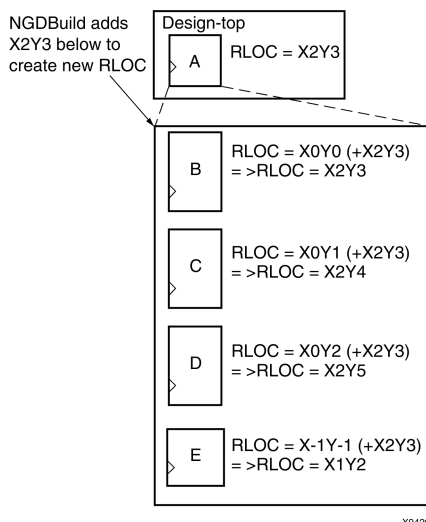 NGDBuild adds
X2Y3 below to
create new RLOC
Design-top
A
RLOC = X2Y3
B
RLOC = X0Y0 (+X2Y3)
= >RLOC = X2Y3
C
RLOC = X0Y1 (+X2Y3)
= >RLOC = X2Y4
D
RLOC = X0Y2 (+X2Y3)
= >RLOC = X2Y5
E
RLOC = X-1Y-1 (+X2Y3)
= >RLOC = X1Y2